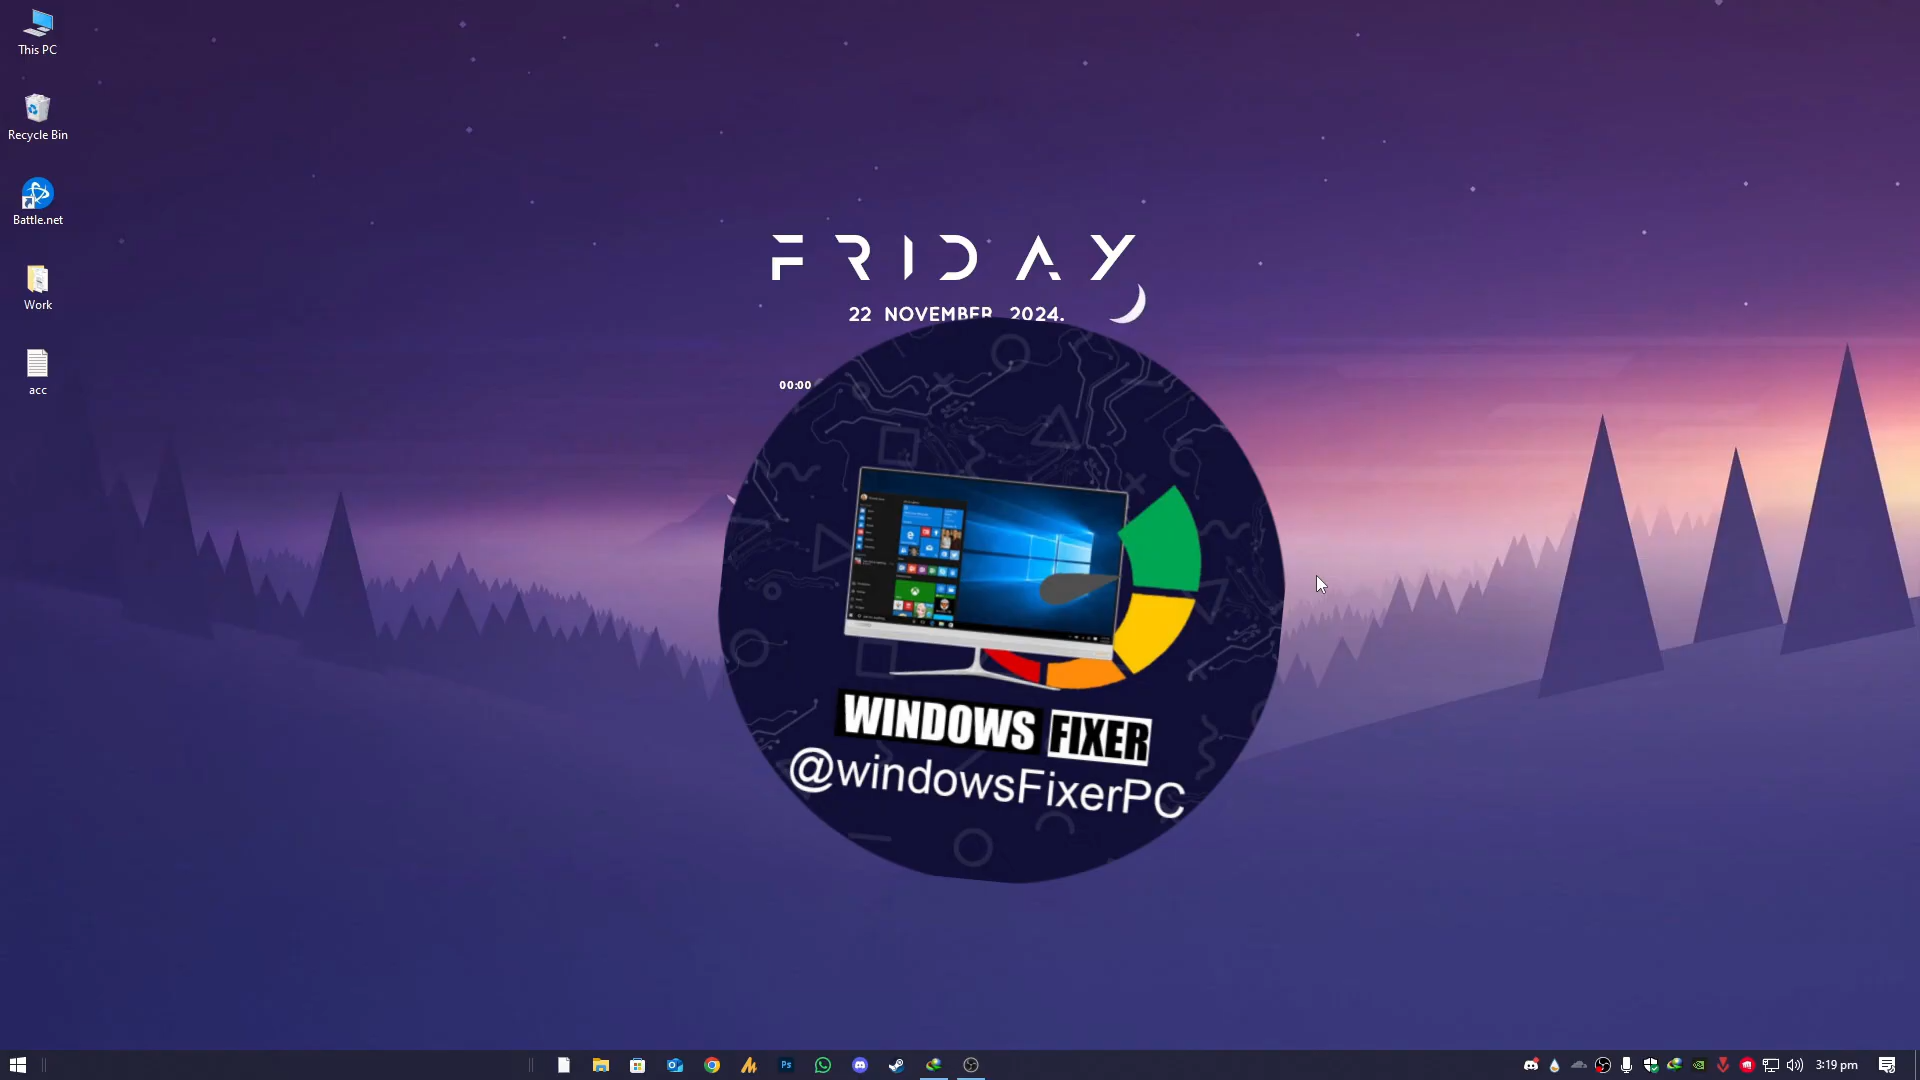 This PC
Recycle Bin
Battle.net
Work
acc
FRIDAY
22 NOVEMBER 2024.
00:00
WINDOWS FIXER
@windowsFixerPC
Ps
3:19 pm